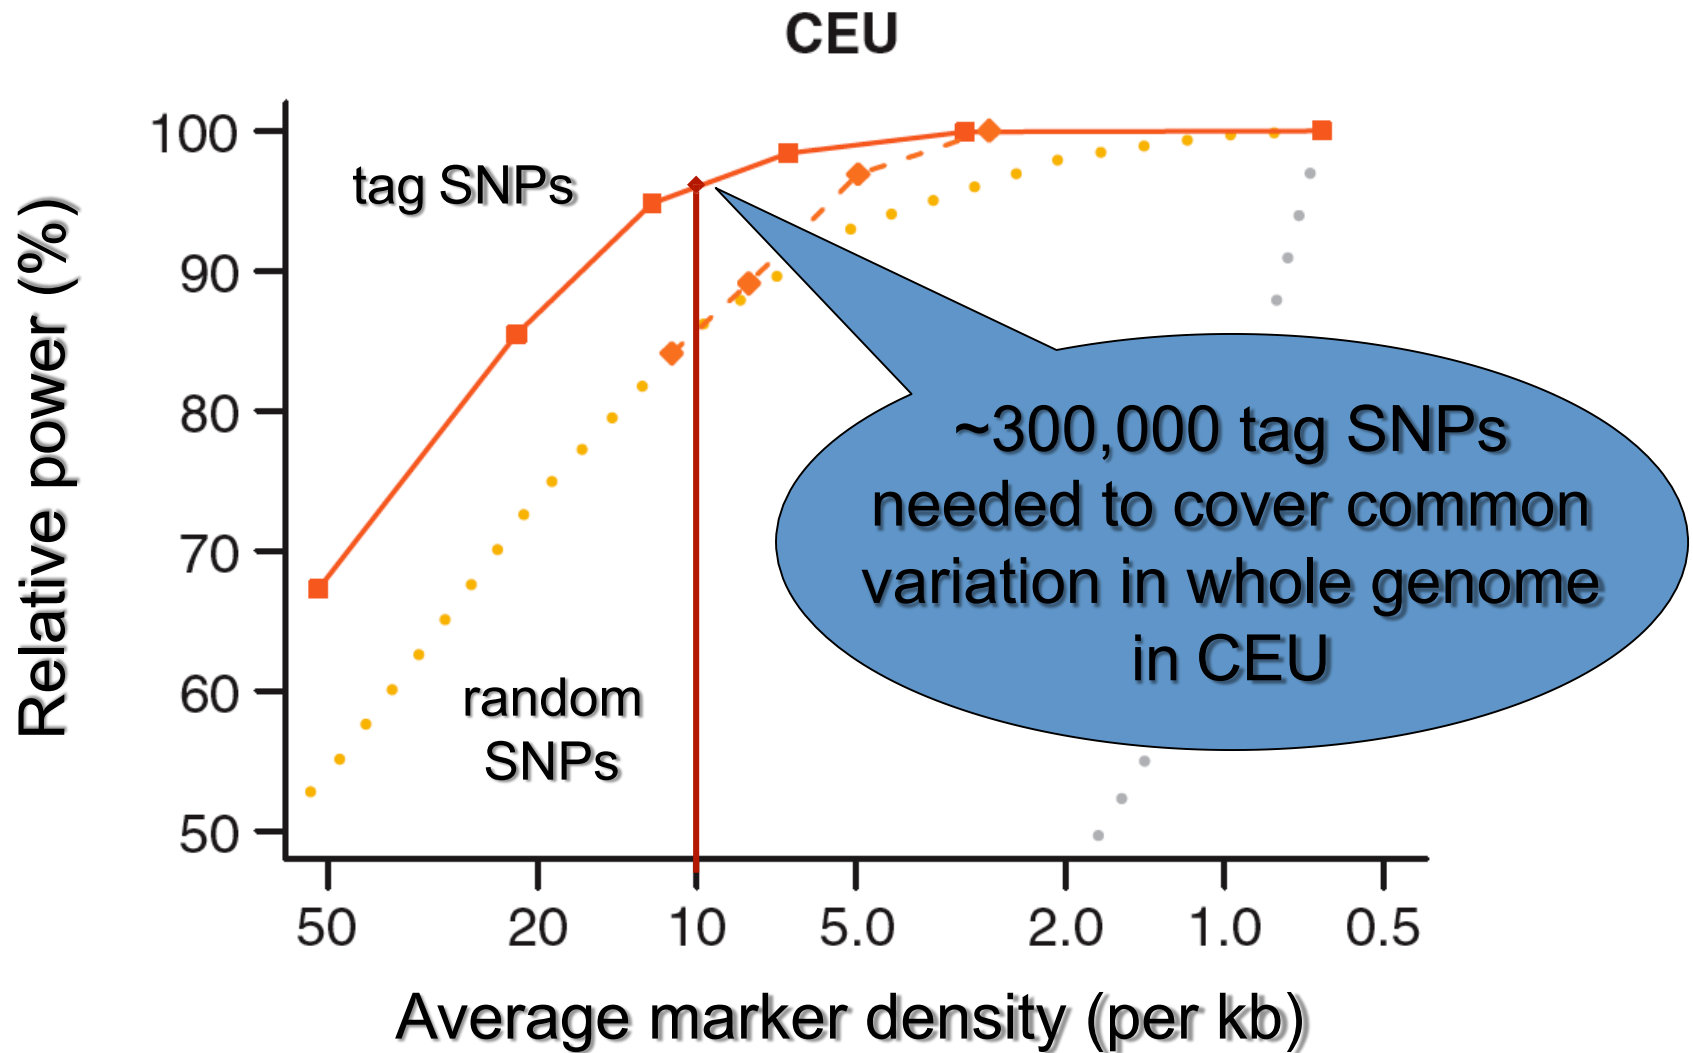 CEU
100
90
80
70
60
50
Relative power (%)
tag SNPs
random
SNPs
~300,000 tag SNPs
needed to cover common
variation in whole genome
in CEU
50 20 10 5.0 2.0 1.0 0.5
Average marker density (per kb)